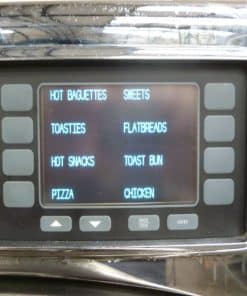 HOT BAGUETTES SWEETS
TOASTIES FLATBREADS
HOT SNACKS TOAST BUN
PIZZA CHICKEN